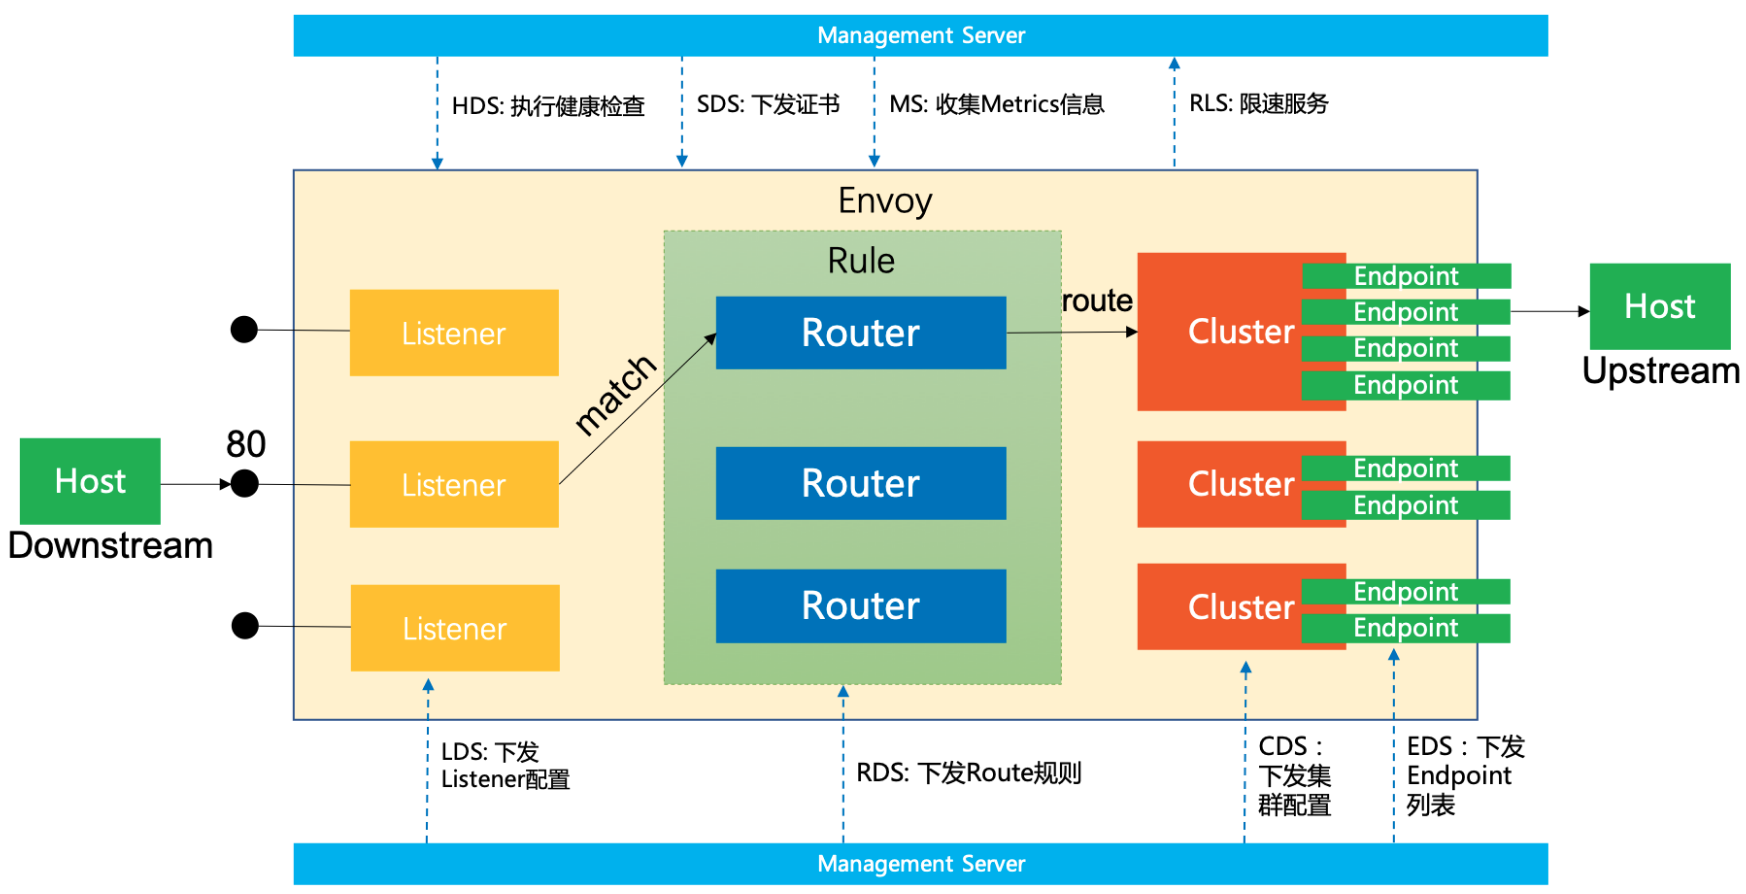 Management Server
HDS: 执行健康检查
SDS: 下发证书
MS: 收集Metrics信息
RLS: 限速服务
Envoy
Rule
Listener
Router
route
Cluster
Endpoint
Endpoint
Endpoint
Endpoint
Host
Upstream
match
80
Host
Downstream
Listener
Router
Cluster
Endpoint
Endpoint
Listener
Router
Cluster
Endpoint
Endpoint
LDS: 下发
Listener配置
RDS: 下发Route规则
CDS：
下发集
群配置
EDS：下发
Endpoint
列表
Management Server